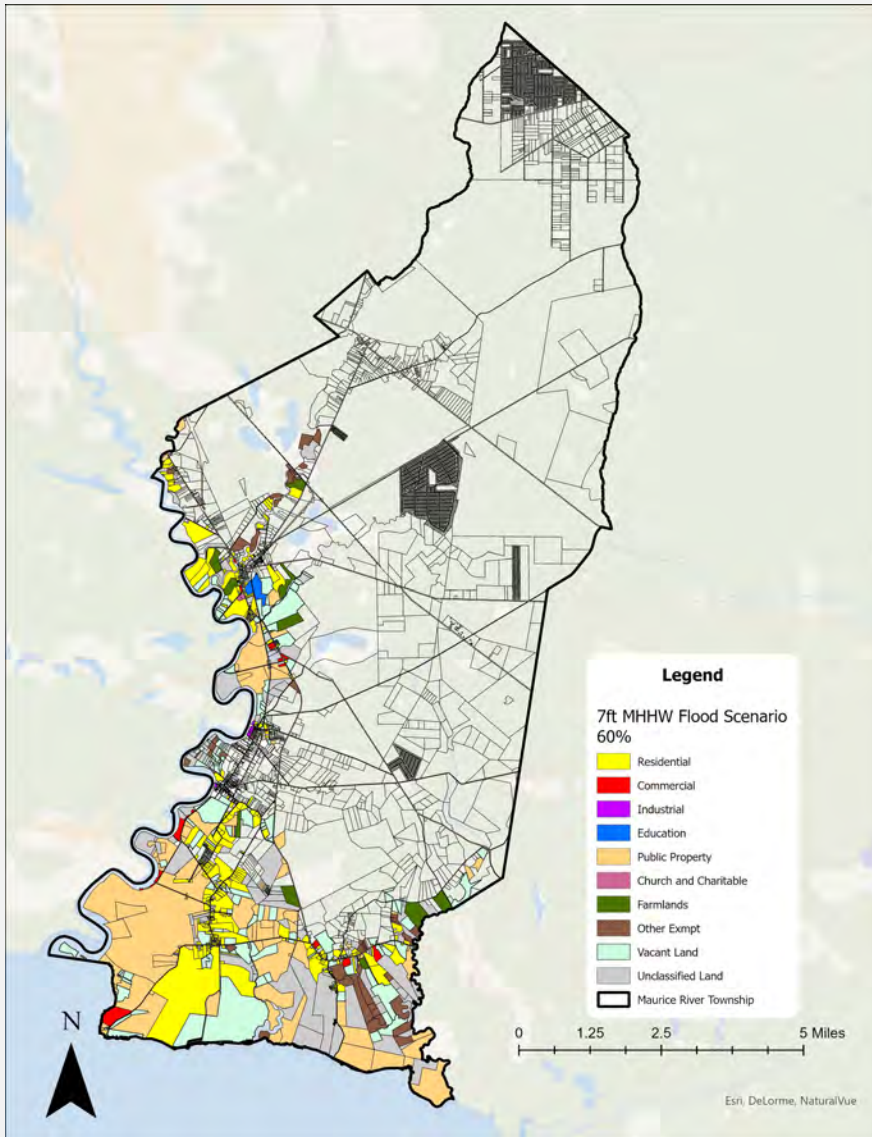 Legend
7ft MHHW Flood Scenario
60%
Residential
Commercial
Industrial
Education
Public Property
Church and Charitable
Farmlands
Other Exmpt
Vacant Land
Unclassified Land
Maurice River Township
N
0 1.25 2.5 5 Miles
Esri, DeLorme, NaturalVue